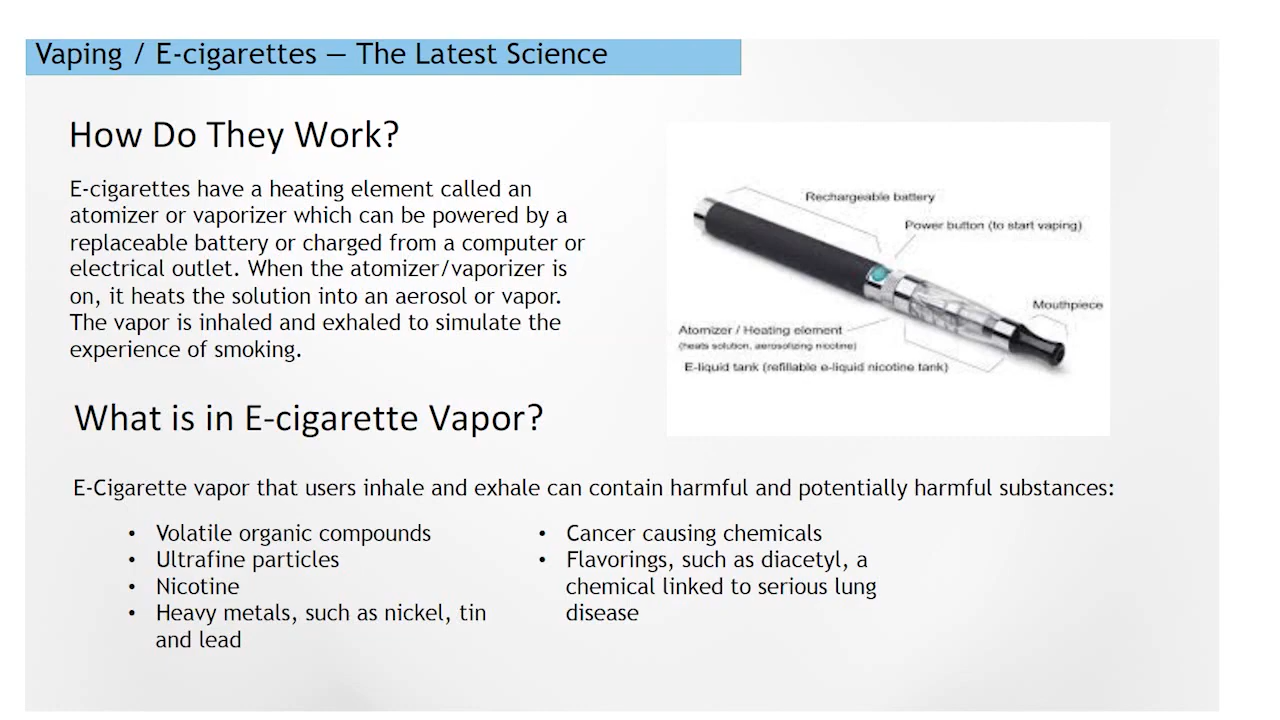 Vaping / E-cigarettes — The Latest Science
How Do They Work?
E-cigarettes have a heating element called an
atomizer or vaporizer which can be powered by a
replaceable battery or charged from a computer or
electrical outlet. When the atomizer/vaporizer is
on, it heats the solution into an aerosol or vapor.
The vapor is inhaled and exhaled to simulate the
experience of smoking.
Rechargeable battery
Power button (to start vaping)
Mouthpiece
Atomizer / Heating element
(heats solution, aerosolizing nicotine)
E-liquid tank (refillable e-liquid nicotine tank)
What is in E-cigarette Vapor?
E-Cigarette vapor that users inhale and exhale can contain harmful and potentially harmful substances:
• Volatile organic compounds
• Ultrafine particles
• Nicotine
• Heavy metals, such as nickel, tin
and lead
• Cancer causing chemicals
• Flavorings, such as diacetyl, a
chemical linked to serious lung
disease